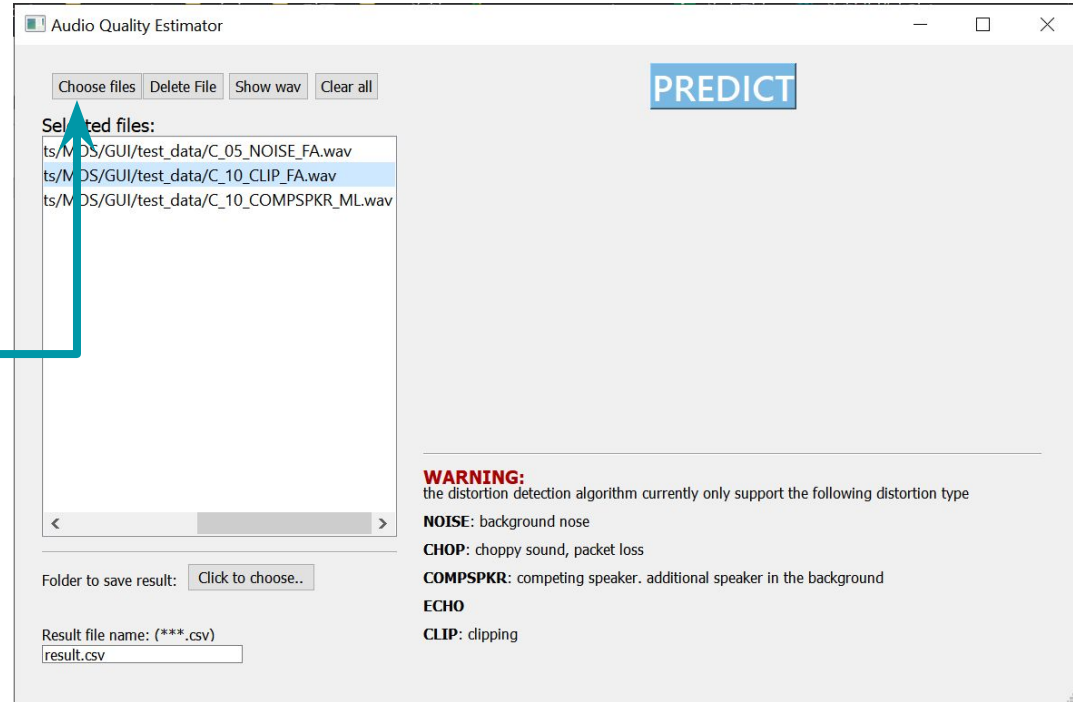 Audio Quality Estimator
Choose files Delete File Show wav Clear all
PREDICT
Selected files:
ts/MOS/GUI/test_data/C_05_NOISE_FA.wav
ts/MOS/GUI/test_data/C_10_CLIP_FA.wav
ts/MOS/GUI/test_data/C_10_COMPSPKR_ML.wav
WARNING:
the distortion detection algorithm currently only support the following distortion type
NOISE: background nose
CHOP: choppy sound, packet loss
COMPSPKR: competing speaker. additional speaker in the background
ECHO
CLIP: clipping
Folder to save result: Click to choose..
Result file name: (***.csv)
result.csv